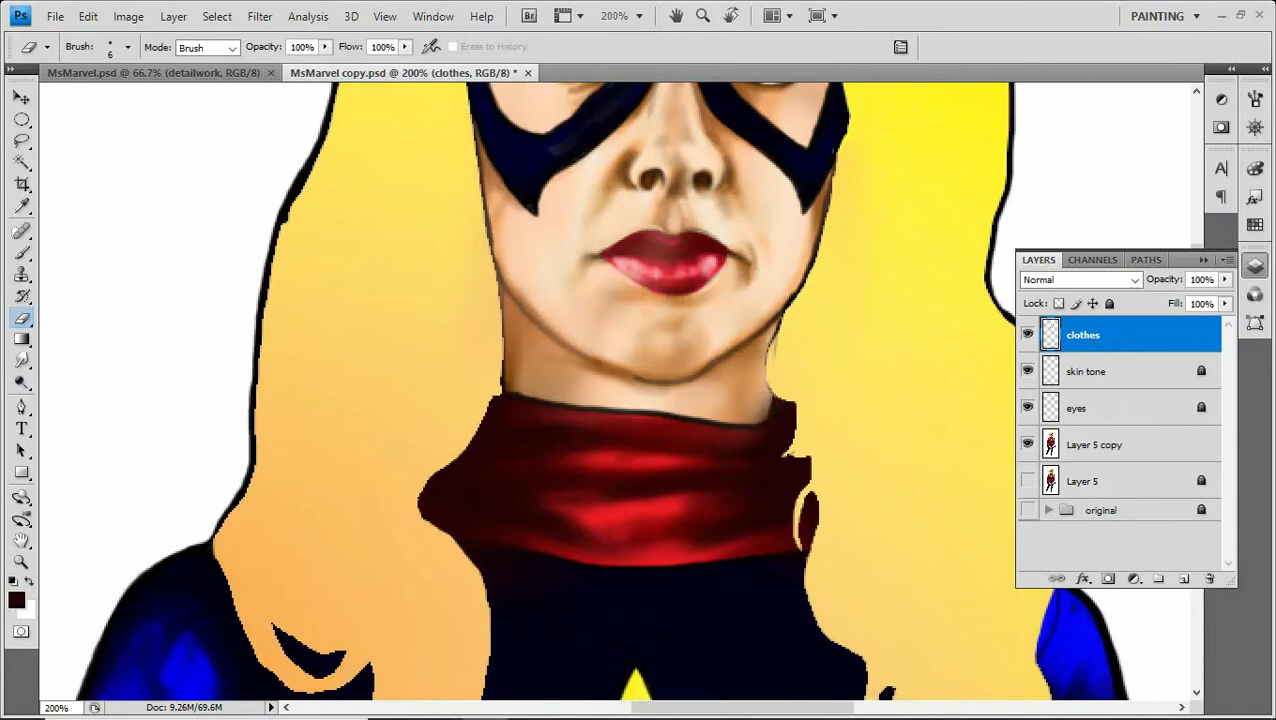 Ps File Edit Image Layer Select Filter Analysis 3D View Window Help Br 200% PAINTING
Brush: 6 Mode: Brush Opacity: 100% Flow: 100% Erase to History
MsMarvel.psd @ 66.7% (detailwork, RGB/8) MsMarvel copy.psd @ 200% (clothes, RGB/8) *
LAYERS CHANNELS PATHS
Normal Opacity: 100%
Lock: Fill: 100%
clothes
skin tone
eyes
Layer 5 copy
Layer 5
original
200% Doc: 9.26M/69.6M